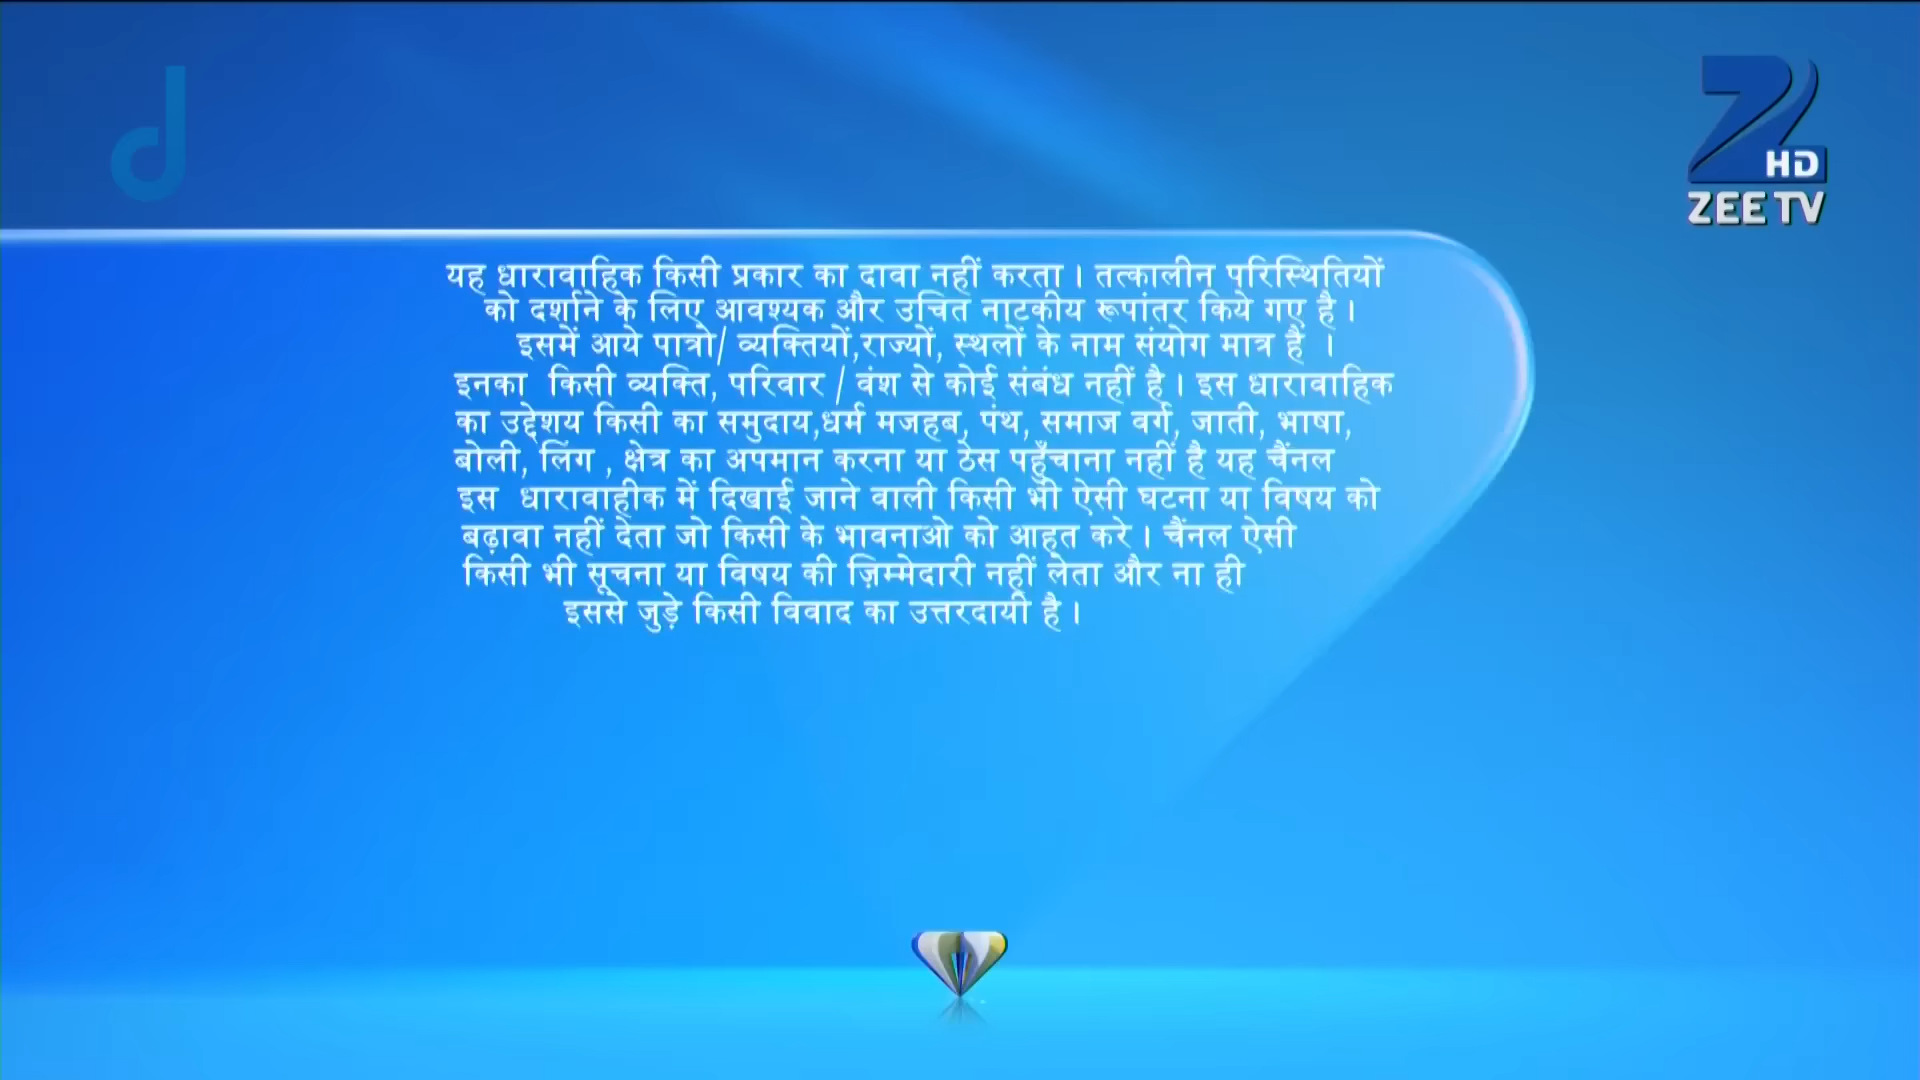 HD
ZEE TV
यह धारावाहिक किसी प्रकार का दावा नहीं करता । तत्कालीन परिस्थितियों
को दर्शाने के लिए आवश्यक और उचित नाटकीय रूपांतर किये गए है ।
इसमें आये पात्रो/ व्यक्तियों,राज्यों, स्थलों के नाम संयोग मात्र है ।
इनका किसी व्यक्ति, परिवार / वंश से कोई संबंध नहीं है । इस धारावाहिक
का उद्देशय किसी का समुदाय,धर्म मजहब, पंथ, समाज वर्ग, जाती, भाषा,
बोली, लिंग , क्षेत्र का अपमान करना या ठेस पहुँचाना नहीं है यह चैंनल
इस धारावाहीक में दिखाई जाने वाली किसी भी ऐसी घटना या विषय को
बढ़ावा नहीं देता जो किसी के भावनाओ को आहत करे । चैंनल ऐसी
किसी भी सूचना या विषय की ज़िम्मेदारी नहीं लेता और ना ही
इससे जुड़े किसी विवाद का उत्तरदायी है ।